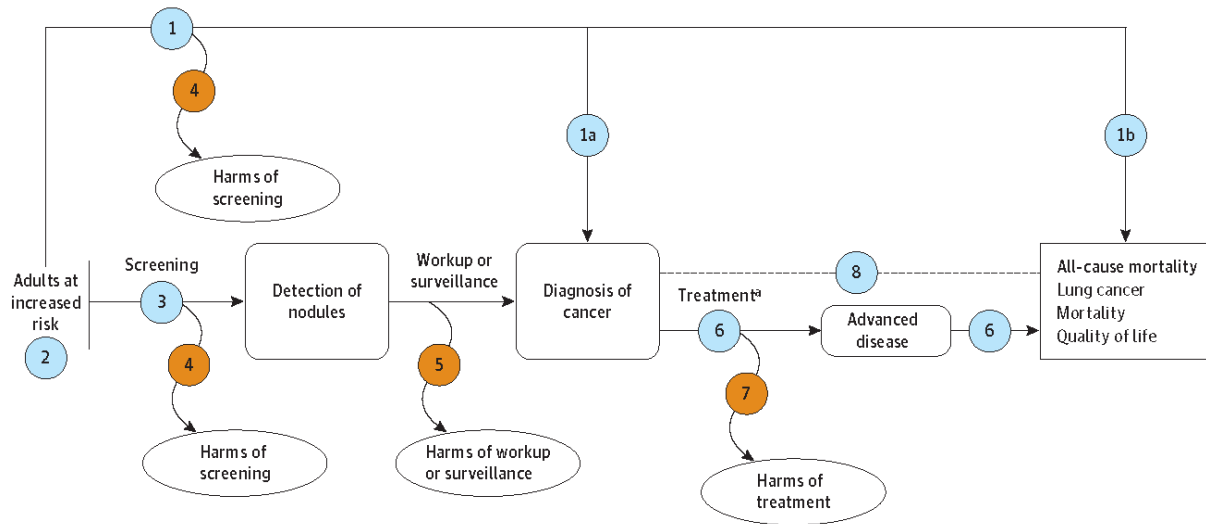 1
4
1a
1b
Harms of
screening
Adults at
increased
risk
2
Screening
3
4
Harms of
screening
Detection of
nodules
Workup or
surveillance
5
Harms of workup
or surveillance
Diagnosis of
cancer
8
Treatmentᵃ
6
7
Harms of
treatment
Advanced
disease
6
All-cause mortality
Lung cancer
Mortality
Quality of life